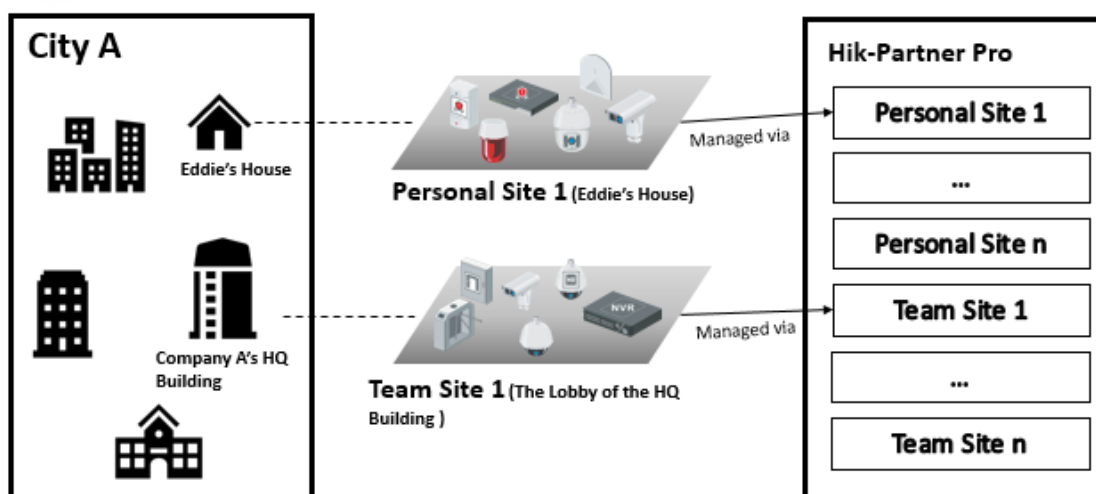 City A
Eddie's House
Company A's HQ
Building
Personal Site 1 (Eddie's House)
NVR
Team Site 1 (The Lobby of the HQ
Building )
Managed via
Managed via
Hik-Partner Pro
Personal Site 1
...
Personal Site n
Team Site 1
...
Team Site n